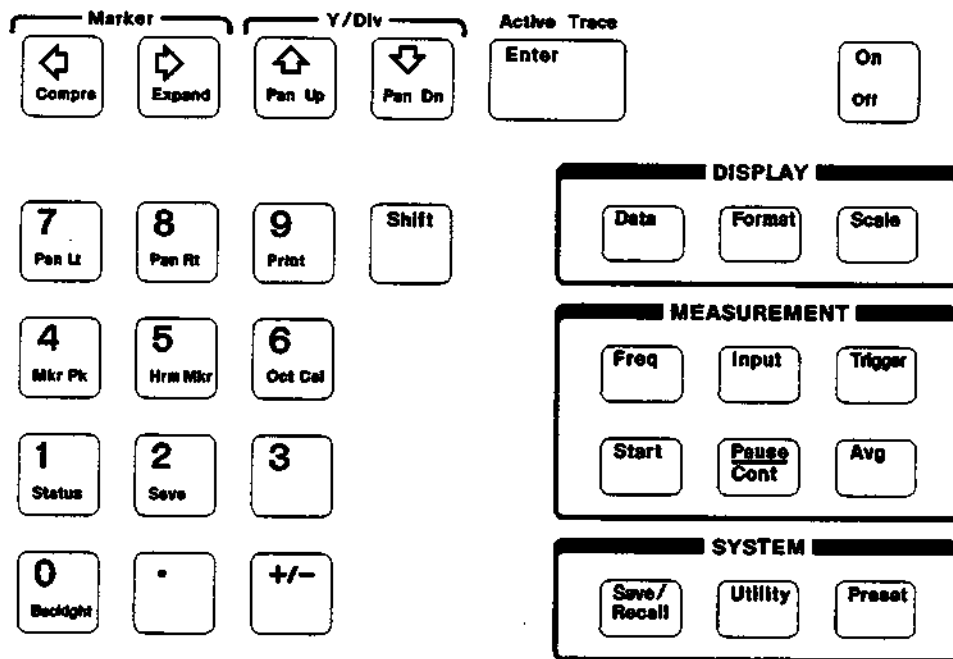 Marker Y/Div Active Trace
Comprs Expand Pan Up Pan Dn Enter On
Off
DISPLAY
7 8 9 Shift Data Format Scale
Pan Lt Pan Rt Print
MEASUREMENT
4 5 6 Freq Input Trigger
Mkr Pk Hrm Mkr Oct Cal
1 2 3 Start Pause Avg
Cont
Status Save
SYSTEM
0 . +/- Save/ Utility Preset
Recall
Backlght